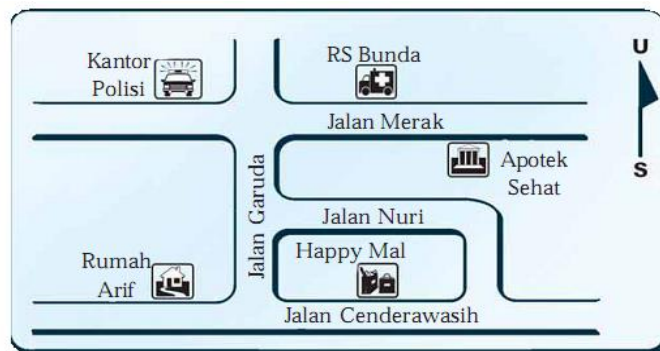 Kantor
Polisi
RS Bunda
U
Jalan Merak
Apotek
Sehat
S
Jalan Garuda
Jalan Nuri
Happy Mal
Rumah
Arif
Jalan Cenderawasih